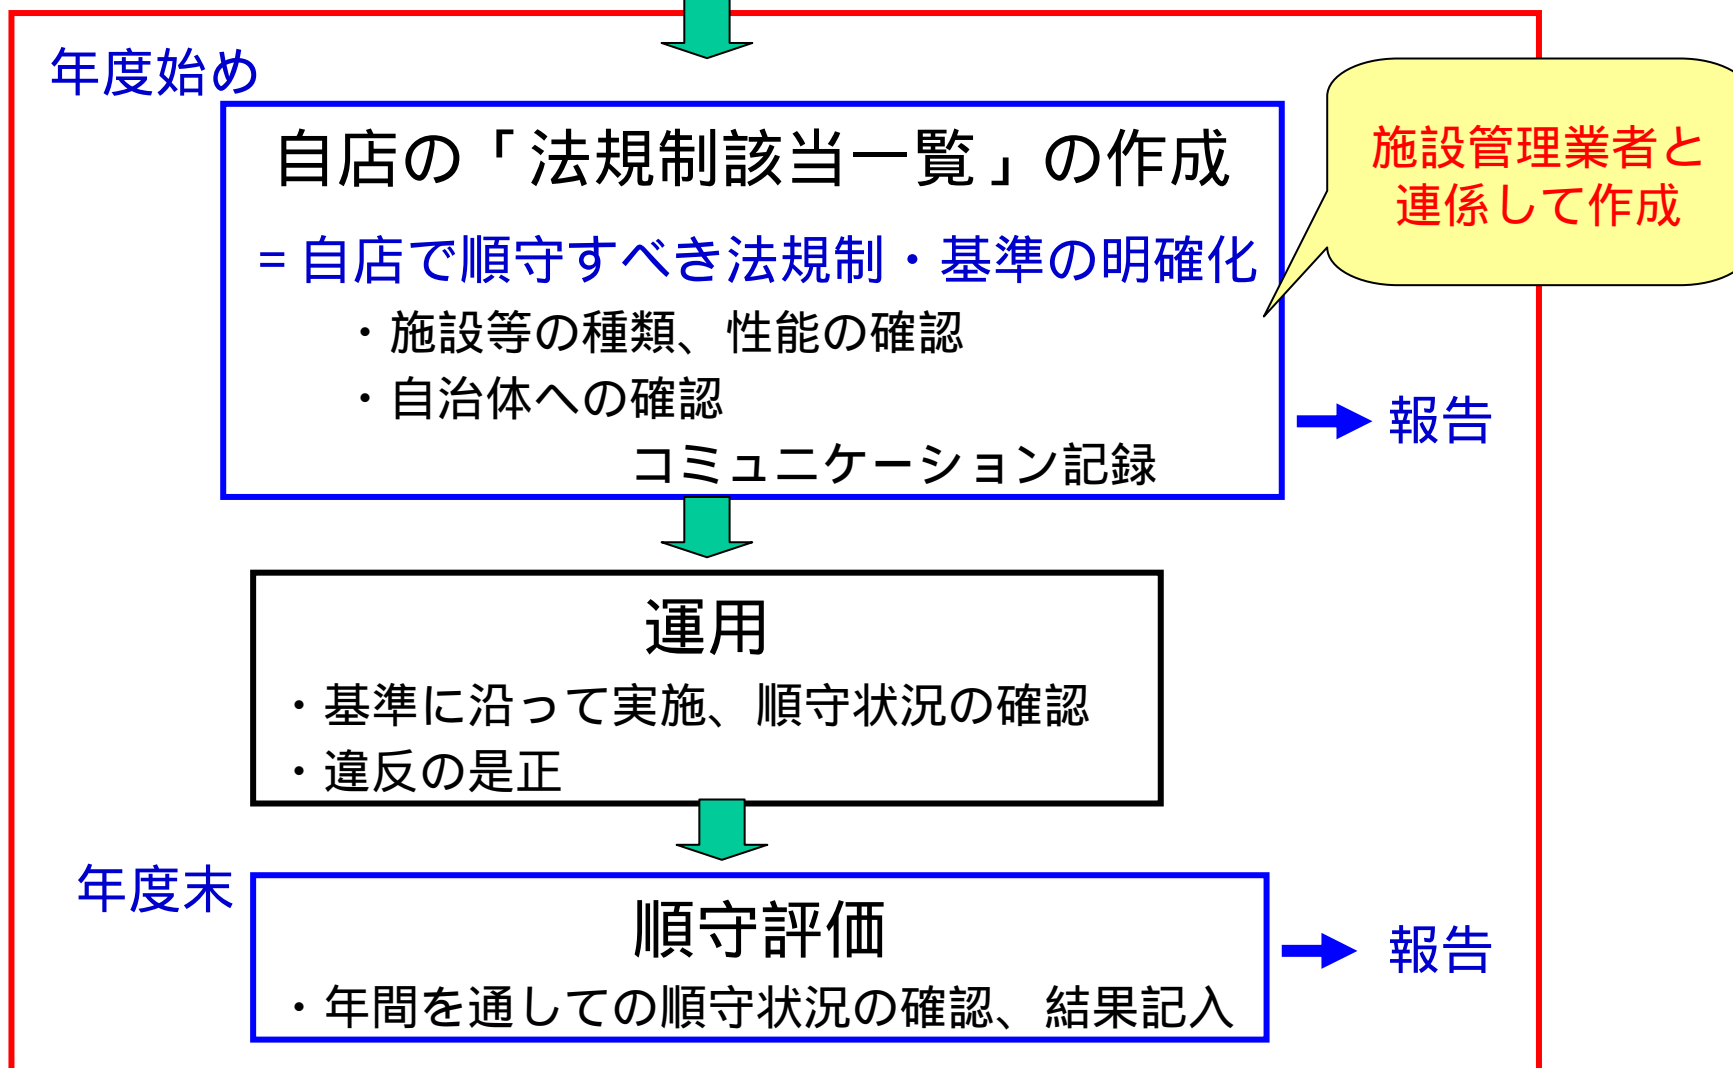 年度始め
自店の「法規制該当一覧」の作成
=自店で順守すべき法規制・基準の明確化
・施設等の種類、性能の確認
・自治体への確認
コミュニケーション記録
施設管理業者と
連係して作成
報告
運用
・基準に沿って実施、順守状況の確認
・違反の是正
年度末
順守評価
・年間を通しての順守状況の確認、結果記入
報告